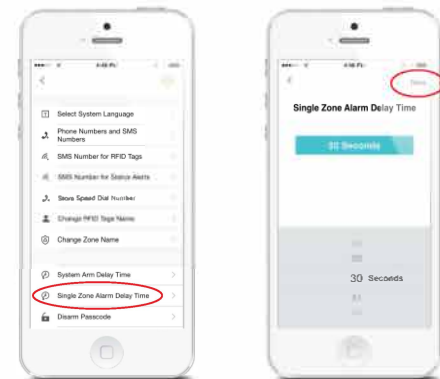 Select System Language
Phone Numbers and SMS
Numbers
SMS Number for RFID Tags
SMS Number for Status Alerts
Store Speed Dial Number
Change RFID Tags Name
Change Zone Name
System Arm Delay Time
Single Zone Alarm Delay Time
Disarm Passcode
Single Zone Alarm Delay Time
30 Seconds
30 Seconds